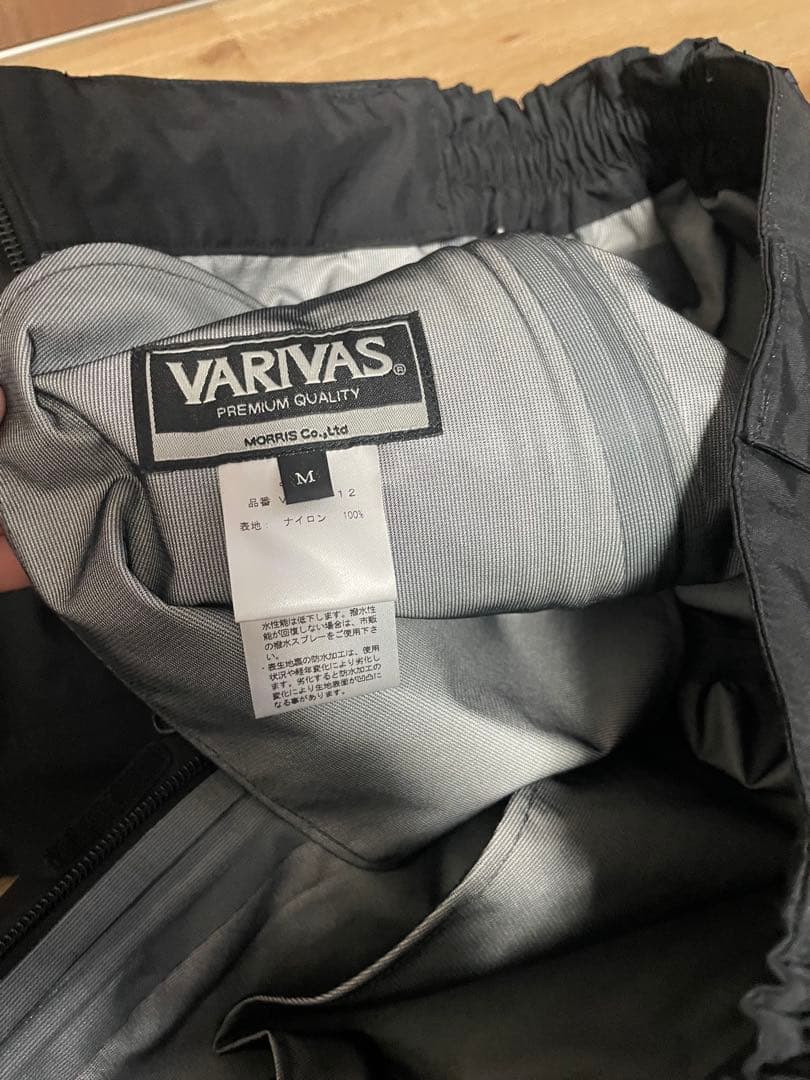 VARIVAS®
PREMIUM QUALITY
MORRIS Co.,Ltd
M
品番 V 12
表地： ナイロン 100%
水性能は低下します。撥水性
能が回復しない場合は、市販
の撥水スプレーをご使用下さ
い。
・表生地裏の防水加工は、使用
状況や経年変化により劣化し
ます。劣化すると防水加工の
変化により生地表面が凹凸に
なる事があります。